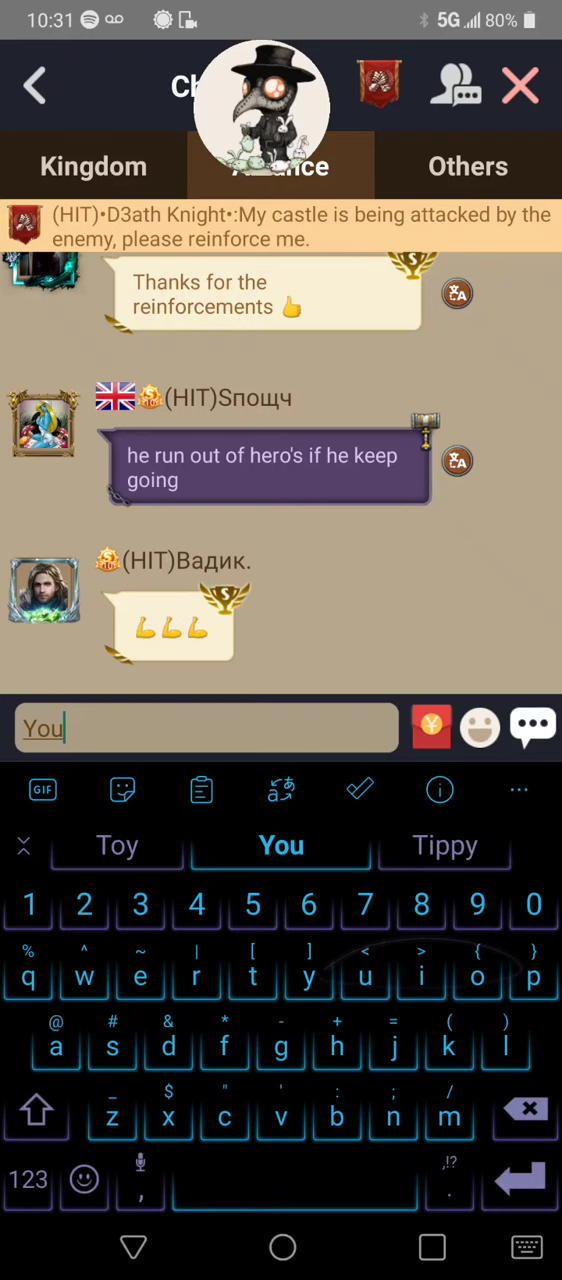 10:31
5G 80%
Kingdom
Others
(HIT)•D3ath Knight•:My castle is being attacked by the
enemy, please reinforce me.
Thanks for the
reinforcements 👍
(HIT)Sпощч
he run out of hero's if he keep
going
(HIT)Вадик.
💪💪💪
You
GIF
Toy You Tippy
1 2 3 4 5 6 7 8 9 0
% ^ ~ | [ ] < > { }
q w e r t y u i o p
@ # & * - + = ( )
a s d f g h j k l
_ $ " ' : ; /
z x c v b n m
,!?
123 , .